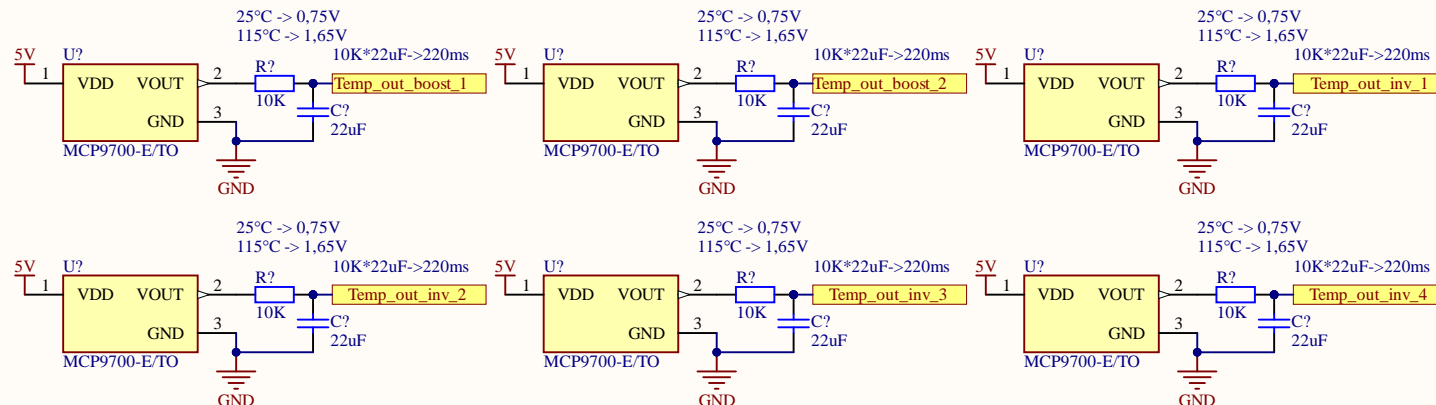 25°C -> 0,75V
115°C -> 1,65V
5V
U?
10K*22uF->220ms
1
VDD
VOUT
2
R?
10K
Temp_out_boost_1
GND
3
C?
22uF
MCP9700-E/TO
GND
25°C -> 0,75V
115°C -> 1,65V
5V
U?
10K*22uF->220ms
1
VDD
VOUT
2
R?
10K
Temp_out_boost_2
GND
3
C?
22uF
MCP9700-E/TO
GND
25°C -> 0,75V
115°C -> 1,65V
5V
U?
10K*22uF->220ms
1
VDD
VOUT
2
R?
10K
Temp_out_inv_1
GND
3
C?
22uF
MCP9700-E/TO
GND
25°C -> 0,75V
115°C -> 1,65V
5V
U?
10K*22uF->220ms
1
VDD
VOUT
2
R?
10K
Temp_out_inv_2
GND
3
C?
22uF
MCP9700-E/TO
GND
25°C -> 0,75V
115°C -> 1,65V
5V
U?
10K*22uF->220ms
1
VDD
VOUT
2
R?
10K
Temp_out_inv_3
GND
3
C?
22uF
MCP9700-E/TO
GND
25°C -> 0,75V
115°C -> 1,65V
5V
U?
10K*22uF->220ms
1
VDD
VOUT
2
R?
10K
Temp_out_inv_4
GND
3
C?
22uF
MCP9700-E/TO
GND